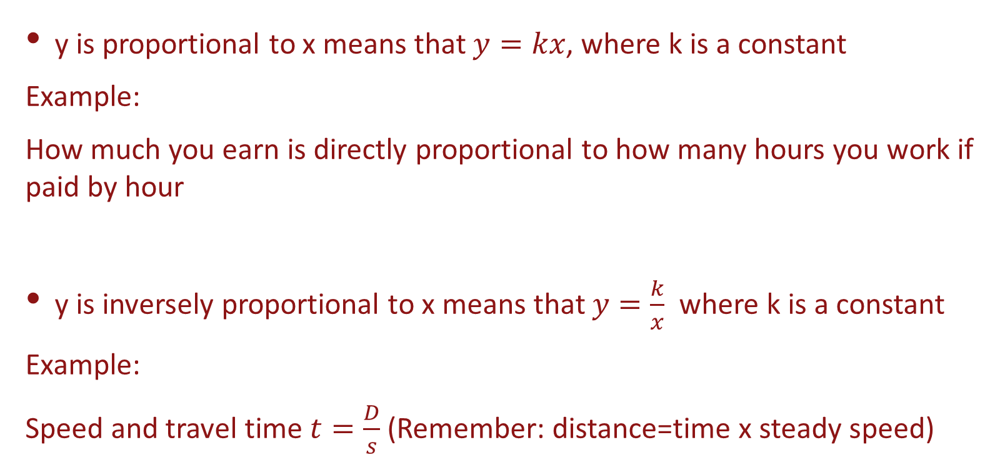 • y is proportional to x means that y = kx, where k is a constant
Example:
How much you earn is directly proportional to how many hours you work if
paid by hour
• y is inversely proportional to x means that y = k/x where k is a constant
Example:
Speed and travel time t = D/s (Remember: distance=time x steady speed)